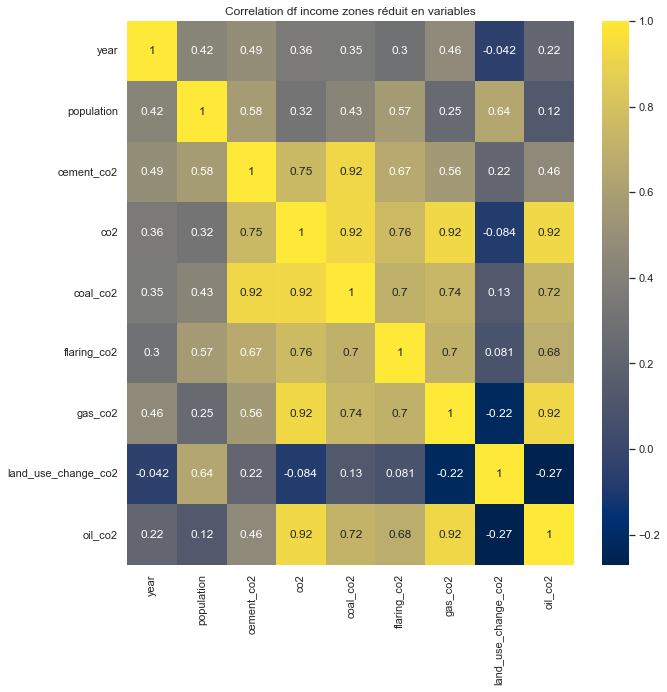 Correlation df income zones réduit en variables
year 1 0.42 0.49 0.36 0.35 0.3 0.46 -0.042 0.22
population 0.42 1 0.58 0.32 0.43 0.57 0.25 0.64 0.12
cement_co2 0.49 0.58 1 0.75 0.92 0.67 0.56 0.22 0.46
co2 0.36 0.32 0.75 1 0.92 0.76 0.92 -0.084 0.92
coal_co2 0.35 0.43 0.92 0.92 1 0.7 0.74 0.13 0.72
flaring_co2 0.3 0.57 0.67 0.76 0.7 1 0.7 0.081 0.68
gas_co2 0.46 0.25 0.56 0.92 0.74 0.7 1 -0.22 0.92
land_use_change_co2 -0.042 0.64 0.22 -0.084 0.13 0.081 -0.22 1 -0.27
oil_co2 0.22 0.12 0.46 0.92 0.72 0.68 0.92 -0.27 1
year
population
cement_co2
co2
coal_co2
flaring_co2
gas_co2
land_use_change_co2
oil_co2
1.0
0.8
0.6
0.4
0.2
0.0
−0.2